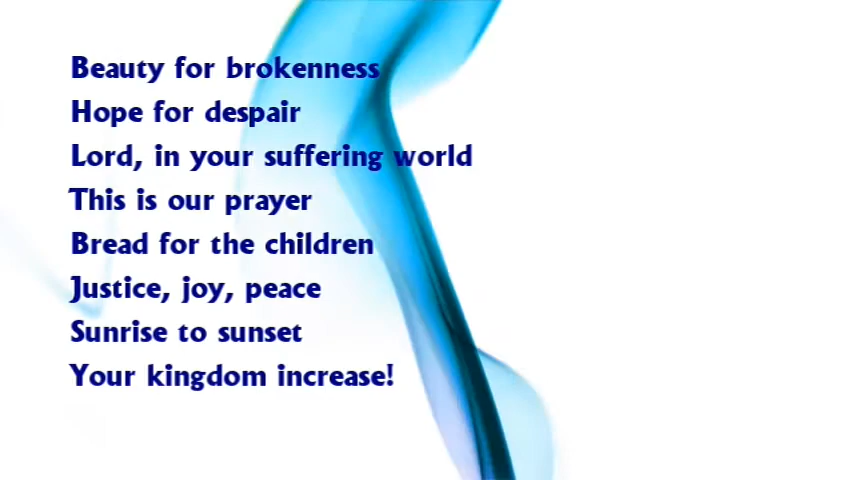 Beauty for brokenness
Hope for despair
Lord, in your suffering world
This is our prayer
Bread for the children
Justice, joy, peace
Sunrise to sunset
Your kingdom increase!